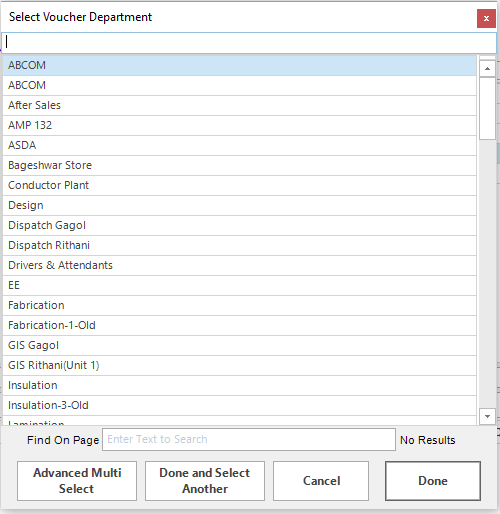 Select Voucher Department
x
ABCOM
ABCOM
After Sales
AMP 132
ASDA
Bageshwar Store
Conductor Plant
Design
Dispatch Gagol
Dispatch Rithani
Drivers & Attendants
EE
Fabrication
Fabrication-1-Old
GIS Gagol
GIS Rithani(Unit 1)
Insulation
Insulation-3-Old
Lamination
Find On Page Enter Text to Search No Results
Advanced Multi Select
Done and Select Another
Cancel
Done